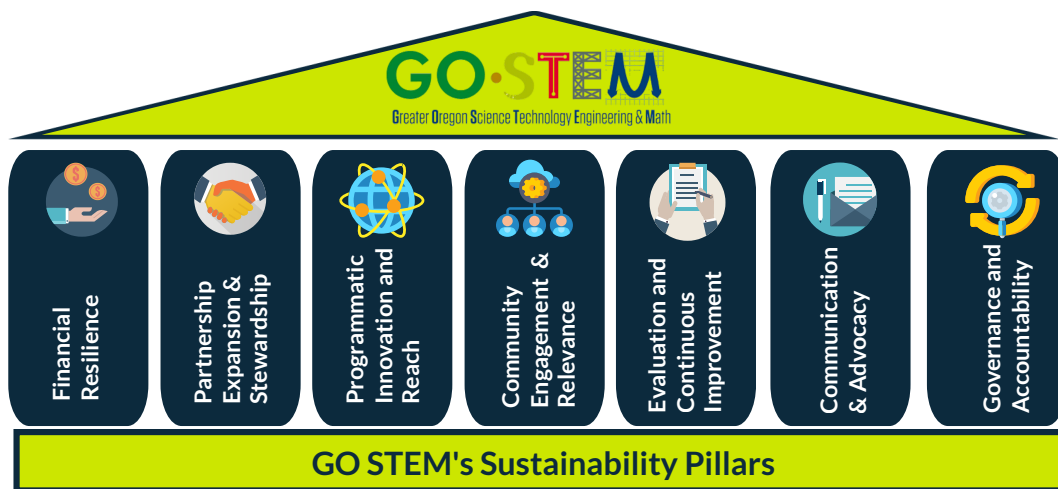 GO·STEM
Greater Oregon Science Technology Engineering & Math
Financial
Resilience
Partnership
Expansion &
Stewardship
Programmatic
Innovation and
Reach
Community
Engagement &
Relevance
Evaluation and
Continuous
Improvement
Communication
& Advocacy
Governance and
Accountability
GO STEM's Sustainability Pillars